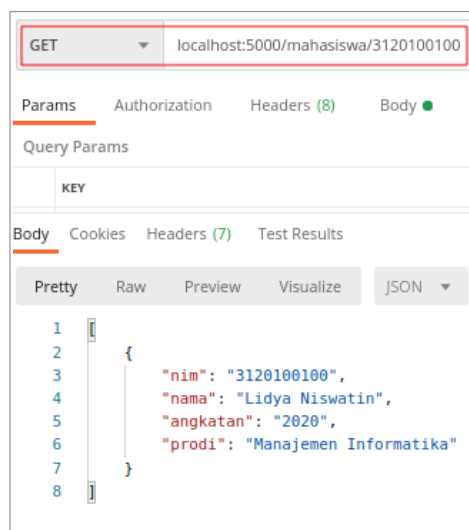 GET localhost:5000/mahasiswa/3120100100
Params Authorization Headers (8) Body
Query Params
KEY
Body Cookies Headers (7) Test Results
Pretty Raw Preview Visualize JSON
1 [
2 {
3 "nim": "3120100100",
4 "nama": "Lidya Niswatin",
5 "angkatan": "2020",
6 "prodi": "Manajemen Informatika"
7 }
8 ]